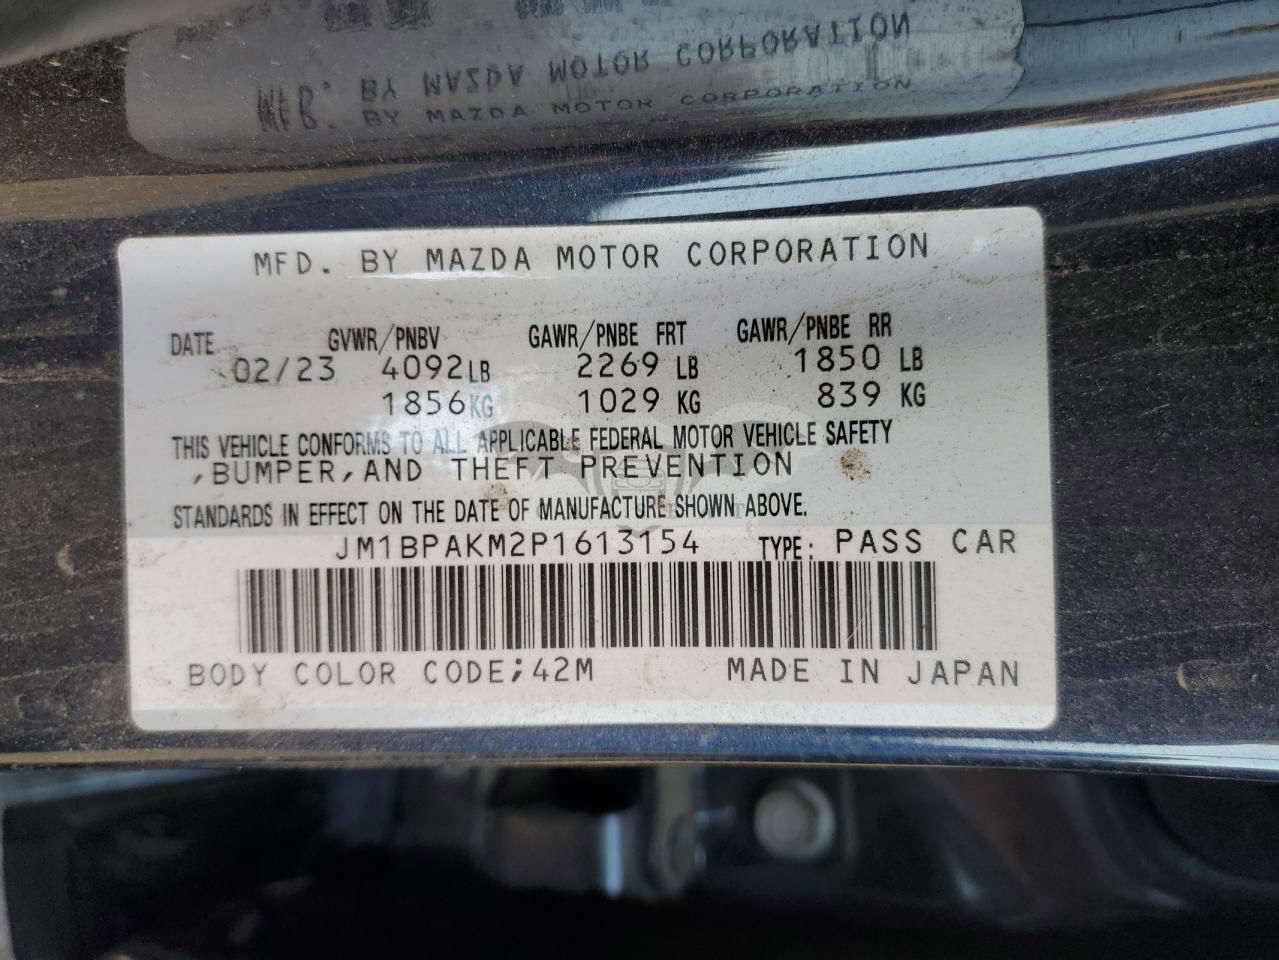 MFD. BY MAZDA MOTOR CORPORATION
MFD. BY MAZDA MOTOR CORPORATION
MFD. BY MAZDA MOTOR CORPORATION
DATE GVWR/PNBV GAWR/PNBE FRT GAWR/PNBE RR
02/23 4092LB 2269 LB 1850 LB
1856KG 1029 KG 839 KG
THIS VEHICLE CONFORMS TO ALL APPLICABLE FEDERAL MOTOR VEHICLE SAFETY
,BUMPER,AND THEFT PREVENTION
STANDARDS IN EFFECT ON THE DATE OF MANUFACTURE SHOWN ABOVE.
JM1BPAKM2P1613154 TYPE: PASS CAR
BODY COLOR CODE;42M MADE IN JAPAN